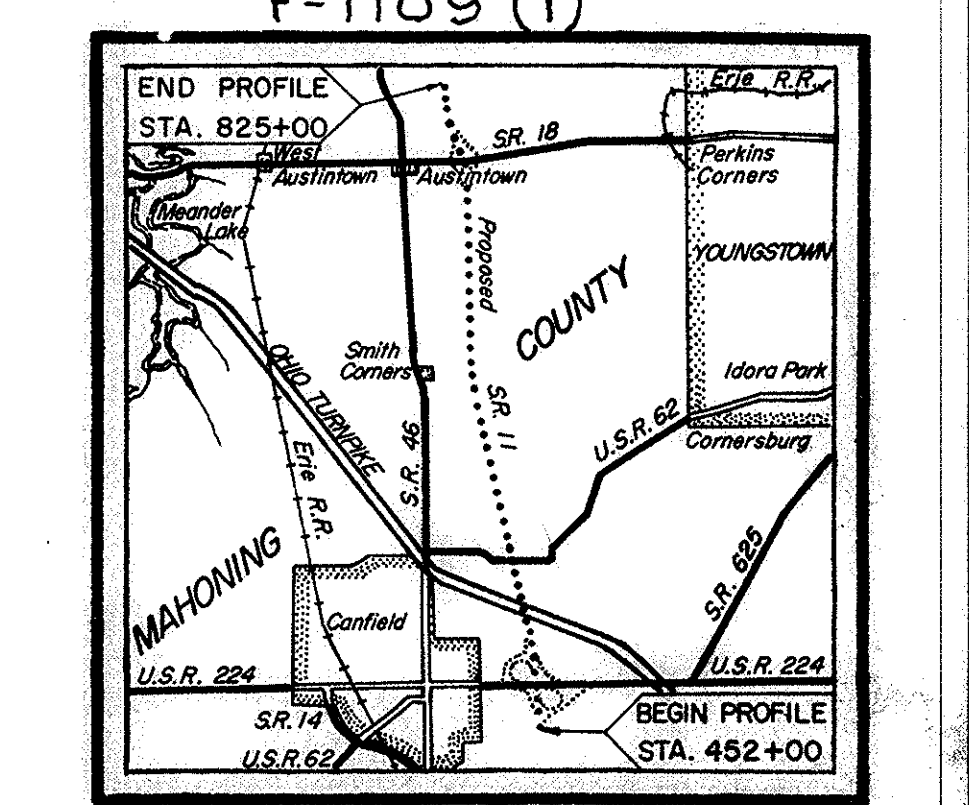 F-1109 (1)
END PROFILE
STA. 825+00
Erie R.R.
S.R. 18
West
Austintown
Austintown
Perkins
Corners
Meander
Lake
Proposed
YOUNGSTOWN
COUNTY
Smith
Corners
Idora Park
OHIO TURNPIKE
S.R. 11
U.S.R. 62
Cornersburg
S.R. 46
Erie R.R.
MAHONING
S.R. 625
Canfield
U.S.R. 224
U.S.R. 224
S.R. 14
BEGIN PROFILE
STA. 452+00
U.S.R. 62